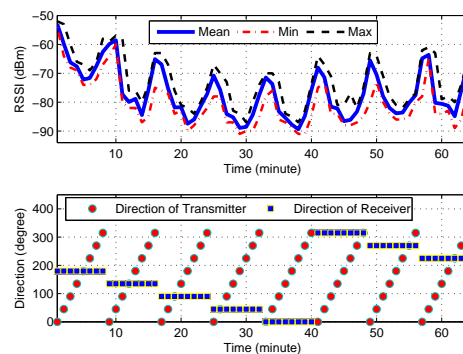 −50
−60
−70
−80
−90
RSSI (dBm)
Mean Min Max
10 20 30 40 50 60
Time (minute)
400
300
200
100
0
Direction (degree)
Direction of Transmitter Direction of Receiver
10 20 30 40 50 60
Time (minute)